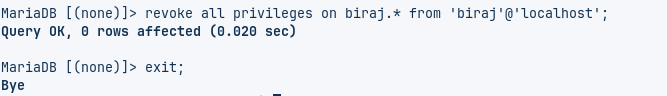 MariaDB [(none)]> revoke all privileges on biraj.* from 'biraj'@'localhost';
Query OK, 0 rows affected (0.020 sec)
MariaDB [(none)]> exit;
Bye